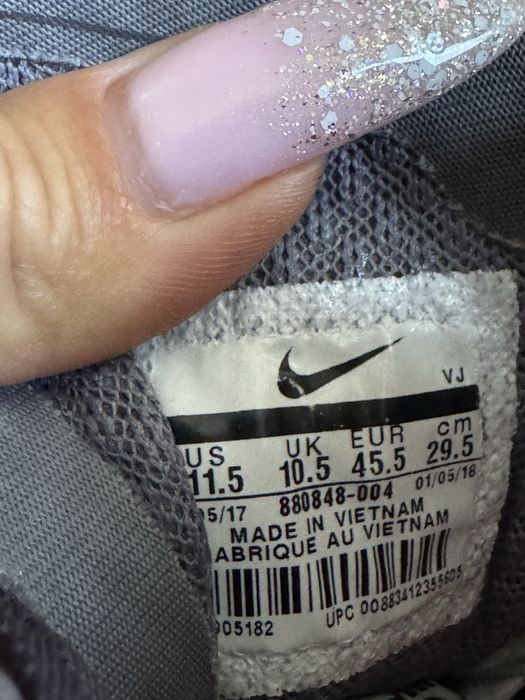 VJ
US UK EUR cm
11.5 10.5 45.5 29.5
05/17 880848-004 01/05/18
MADE IN VIETNAM
ABRIQUE AU VIETNAM
905182 UPC 00883412355605